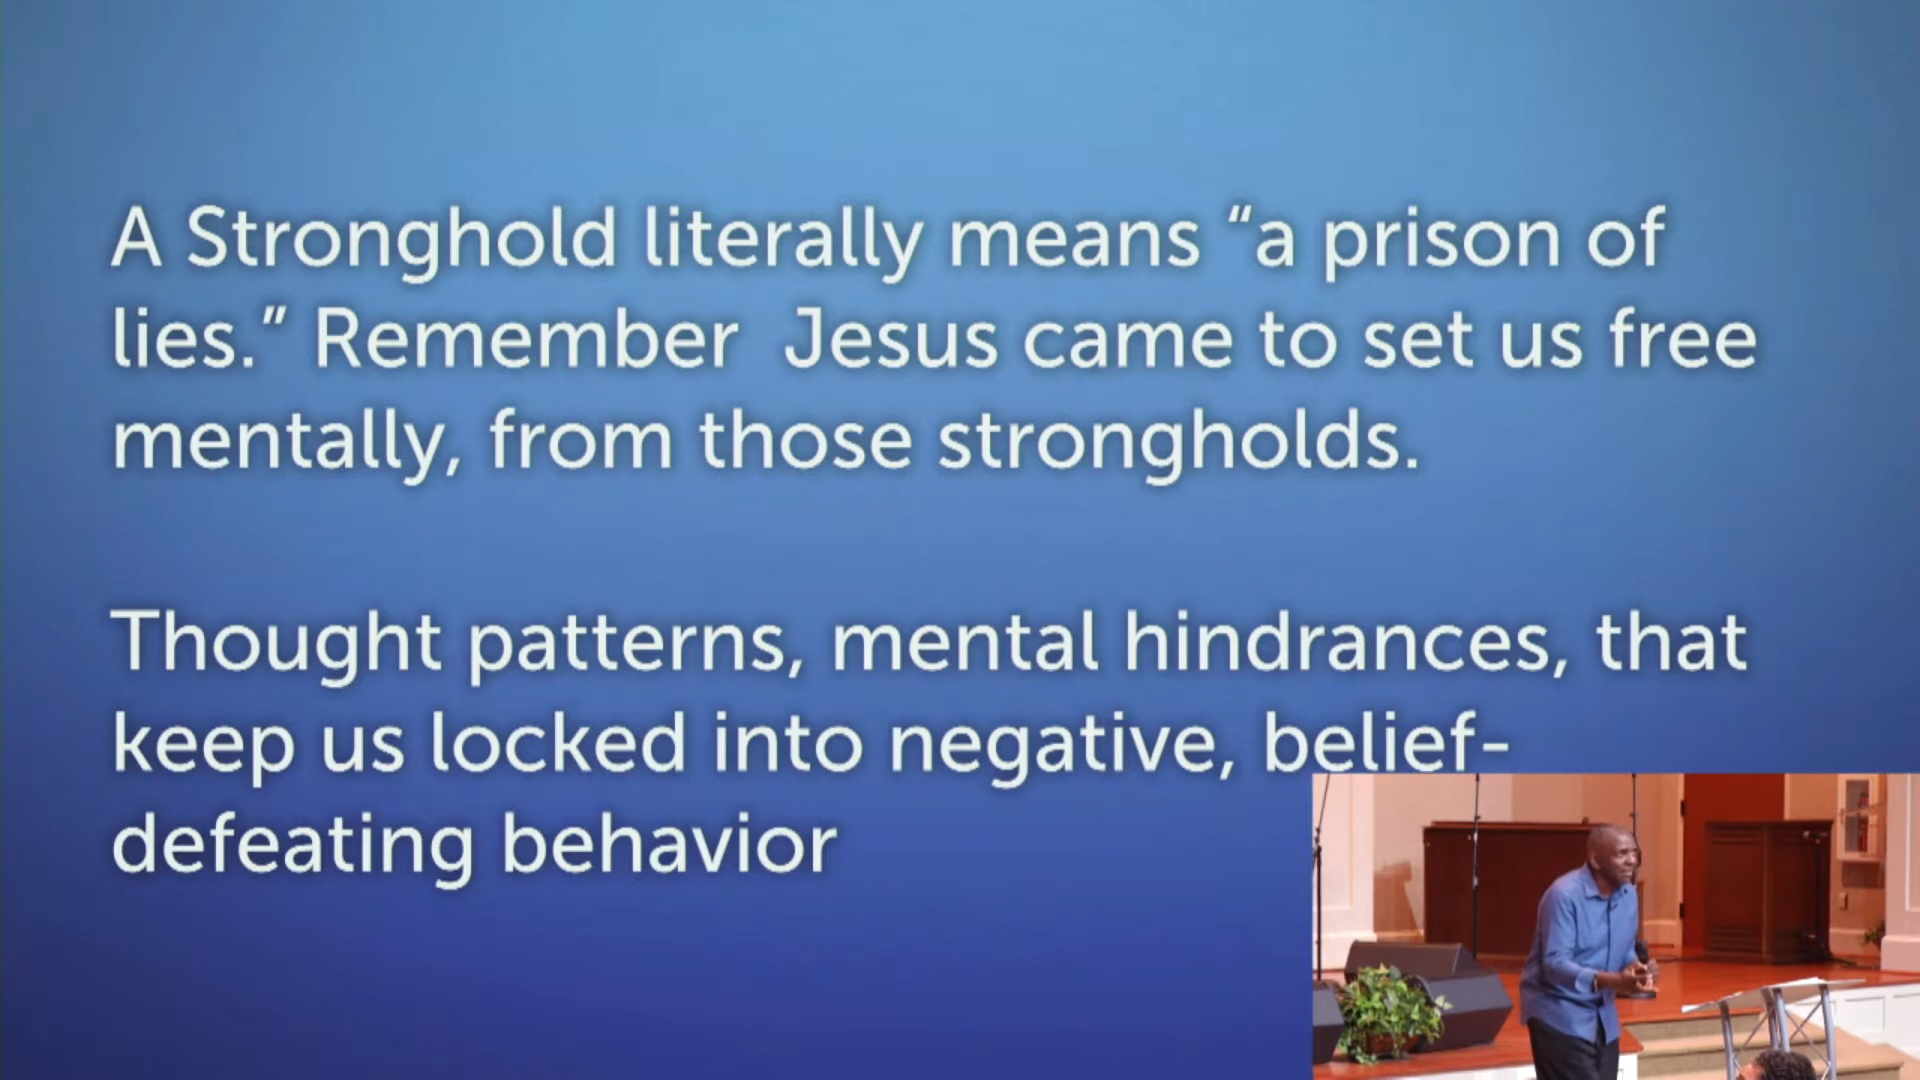 A Stronghold literally means “a prison of
lies.” Remember  Jesus came to set us free
mentally, from those strongholds.
Thought patterns, mental hindrances, that
keep us locked into negative, belief-
defeating behavior